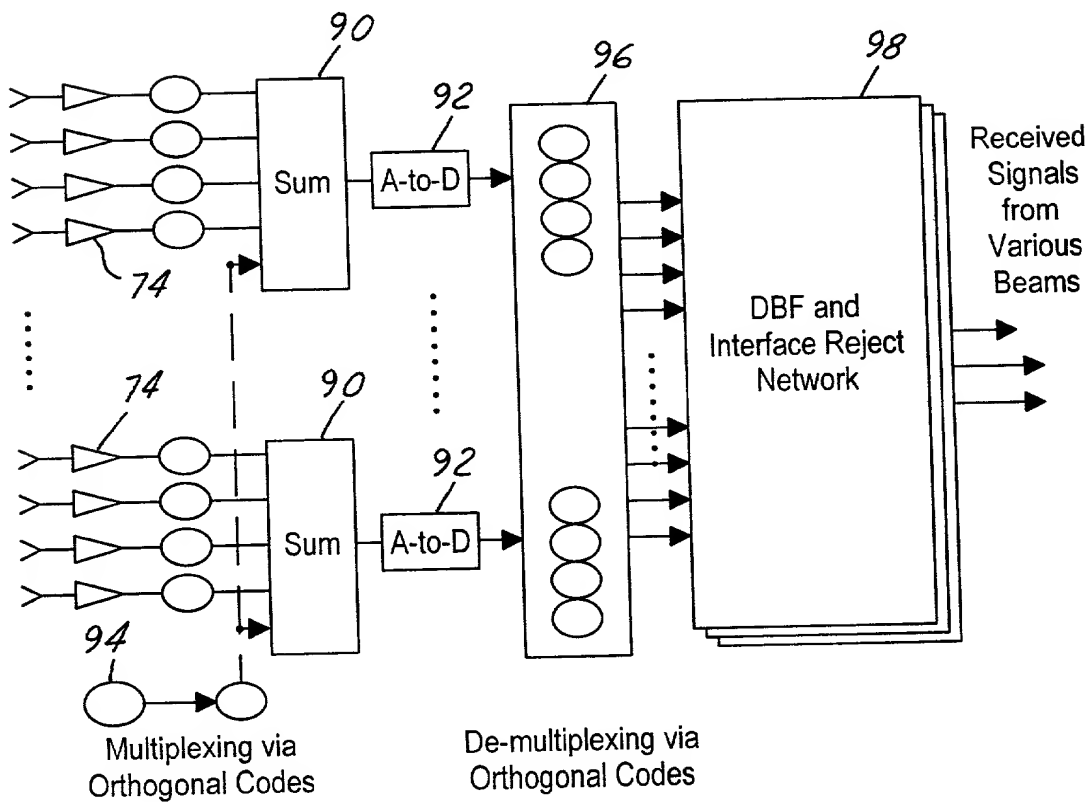 90
96
98
92
Received
Signals
from
Various
Beams
Sum
A-to-D
74
DBF and
Interface Reject
Network
74
90
92
Sum
A-to-D
94
Multiplexing via
Orthogonal Codes
De-multiplexing via
Orthogonal Codes